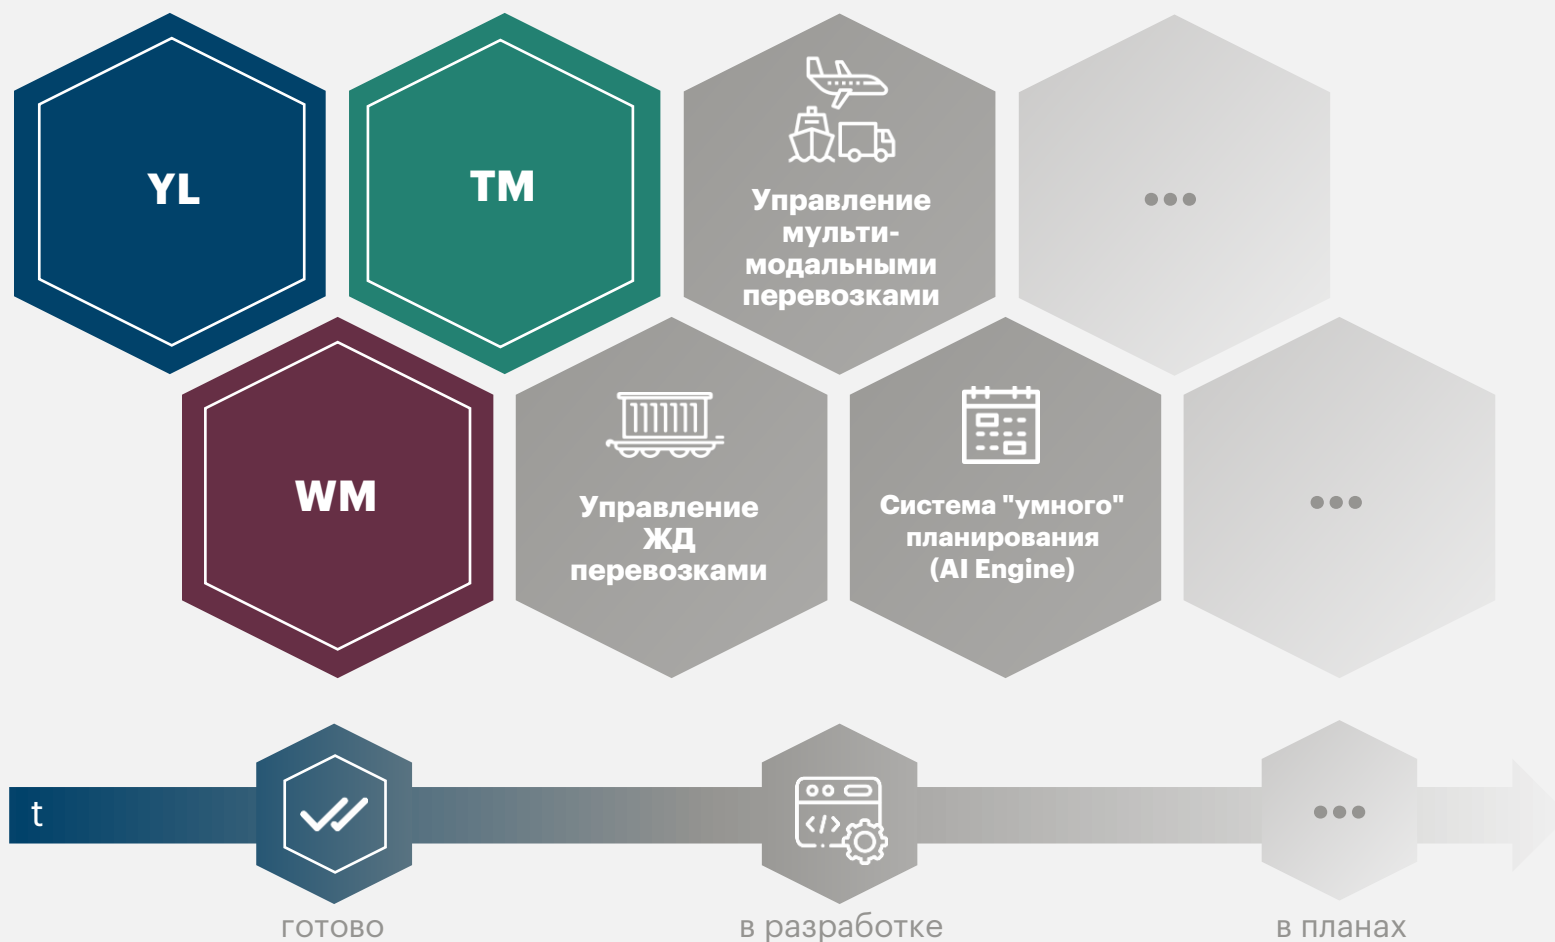 YL
TM
Управление
мульти-
модальными
перевозками
•••
WM
Управление
ЖД
перевозками
Система "умного"
планирования
(AI Engine)
•••
t
</>
•••
готово
в разработке
в планах